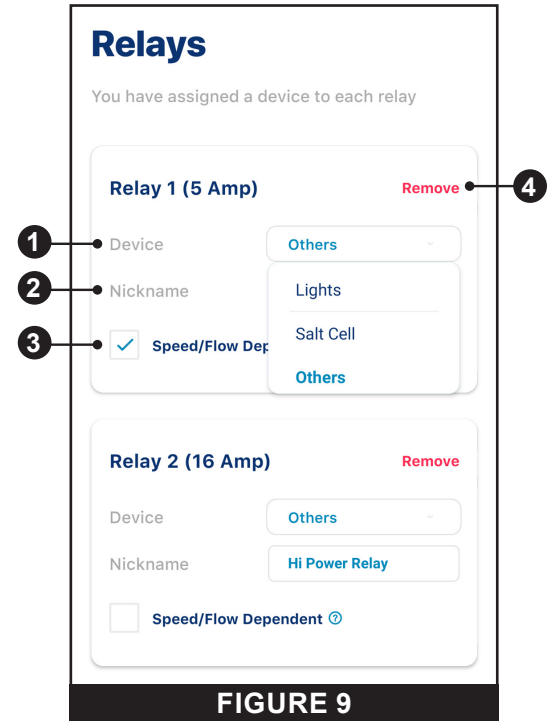 Relays
You have assigned a device to each relay
Relay 1 (5 Amp)
Remove
4
1
Device
Others
2
Nickname
Lights
3
Speed/Flow Dep
Salt Cell
Others
Relay 2 (16 Amp)
Remove
Device
Others
Nickname
Hi Power Relay
Speed/Flow Dependent ?
FIGURE 9